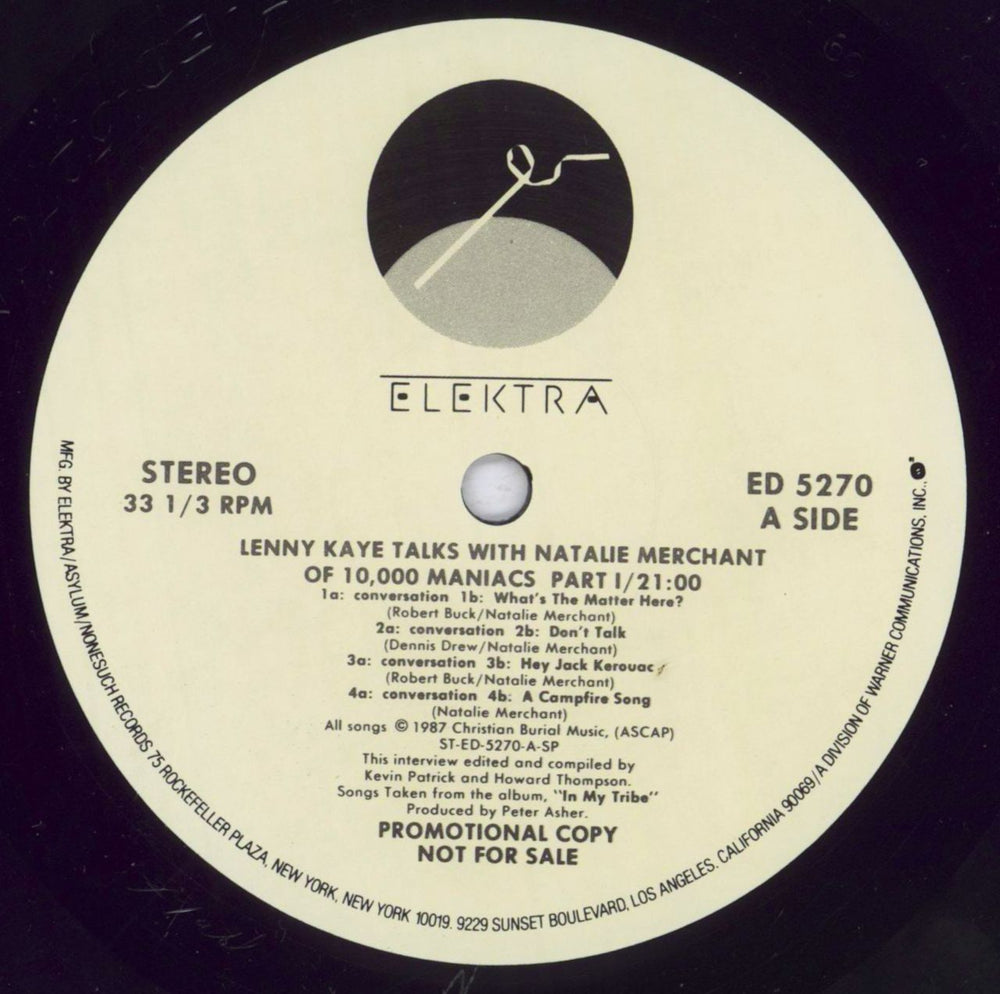 ELEKTRA
STEREO
33 1/3 RPM
ED 5270
A SIDE
LENNY KAYE TALKS WITH NATALIE MERCHANT
OF 10,000 MANIACS PART I/21:00
1a: conversation 1b: What's The Matter Here?
(Robert Buck/Natalie Merchant)
2a: conversation 2b: Don't Talk
(Dennis Drew/Natalie Merchant)
3a: conversation 3b: Hey Jack Kerouac
(Robert Buck/Natalie Merchant)
4a: conversation 4b: A Campfire Song
(Natalie Merchant)
All songs © 1987 Christian Burial Music, (ASCAP)
ST-ED-5270-A-SP
This interview edited and compiled by
Kevin Patrick and Howard Thompson.
Songs Taken from the album, "In My Tribe"
Produced by Peter Asher.
PROMOTIONAL COPY
NOT FOR SALE
MFG. BY ELEKTRA/ASYLUM/NONESUCH RECORDS 75 ROCKEFELLER PLAZA, NEW YORK, NEW YORK 10019. 9229 SUNSET BOULEVARD, LOS ANGELES. CALIFORNIA 90069/A DIVISION OF WARNER COMMUNICATIONS, INC.,